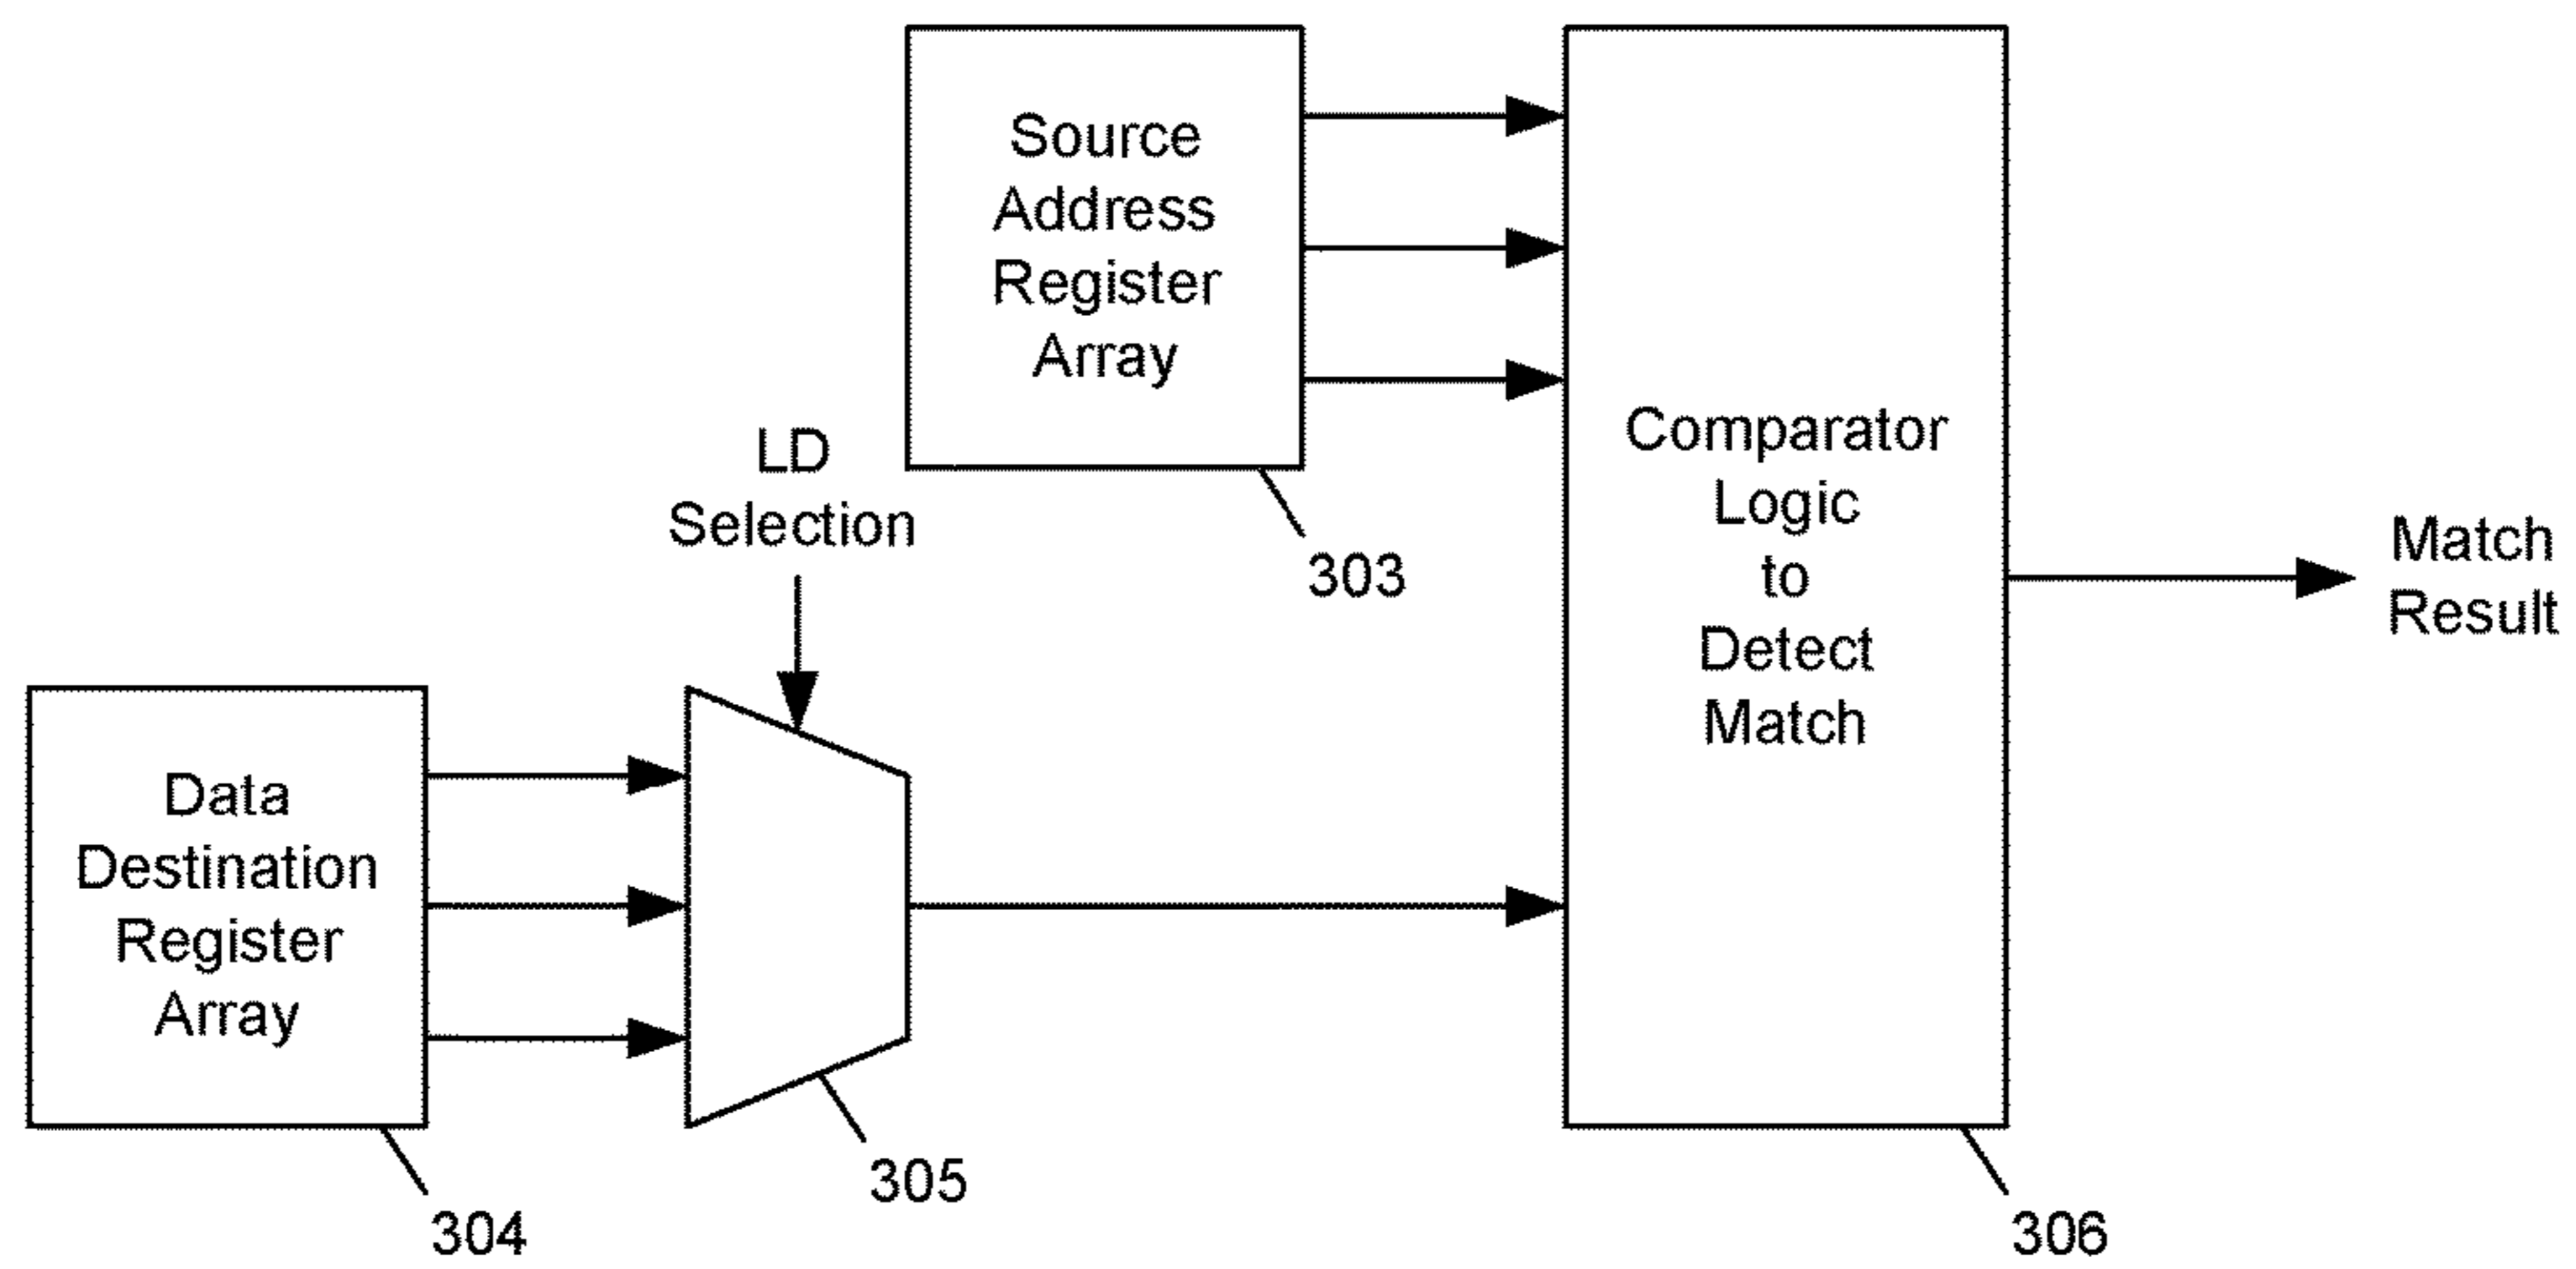 Source
Address
Register
Array
303
LD
Selection
Comparator
Logic
to
Detect
Match
306
Match
Result
Data
Destination
Register
Array
304
305